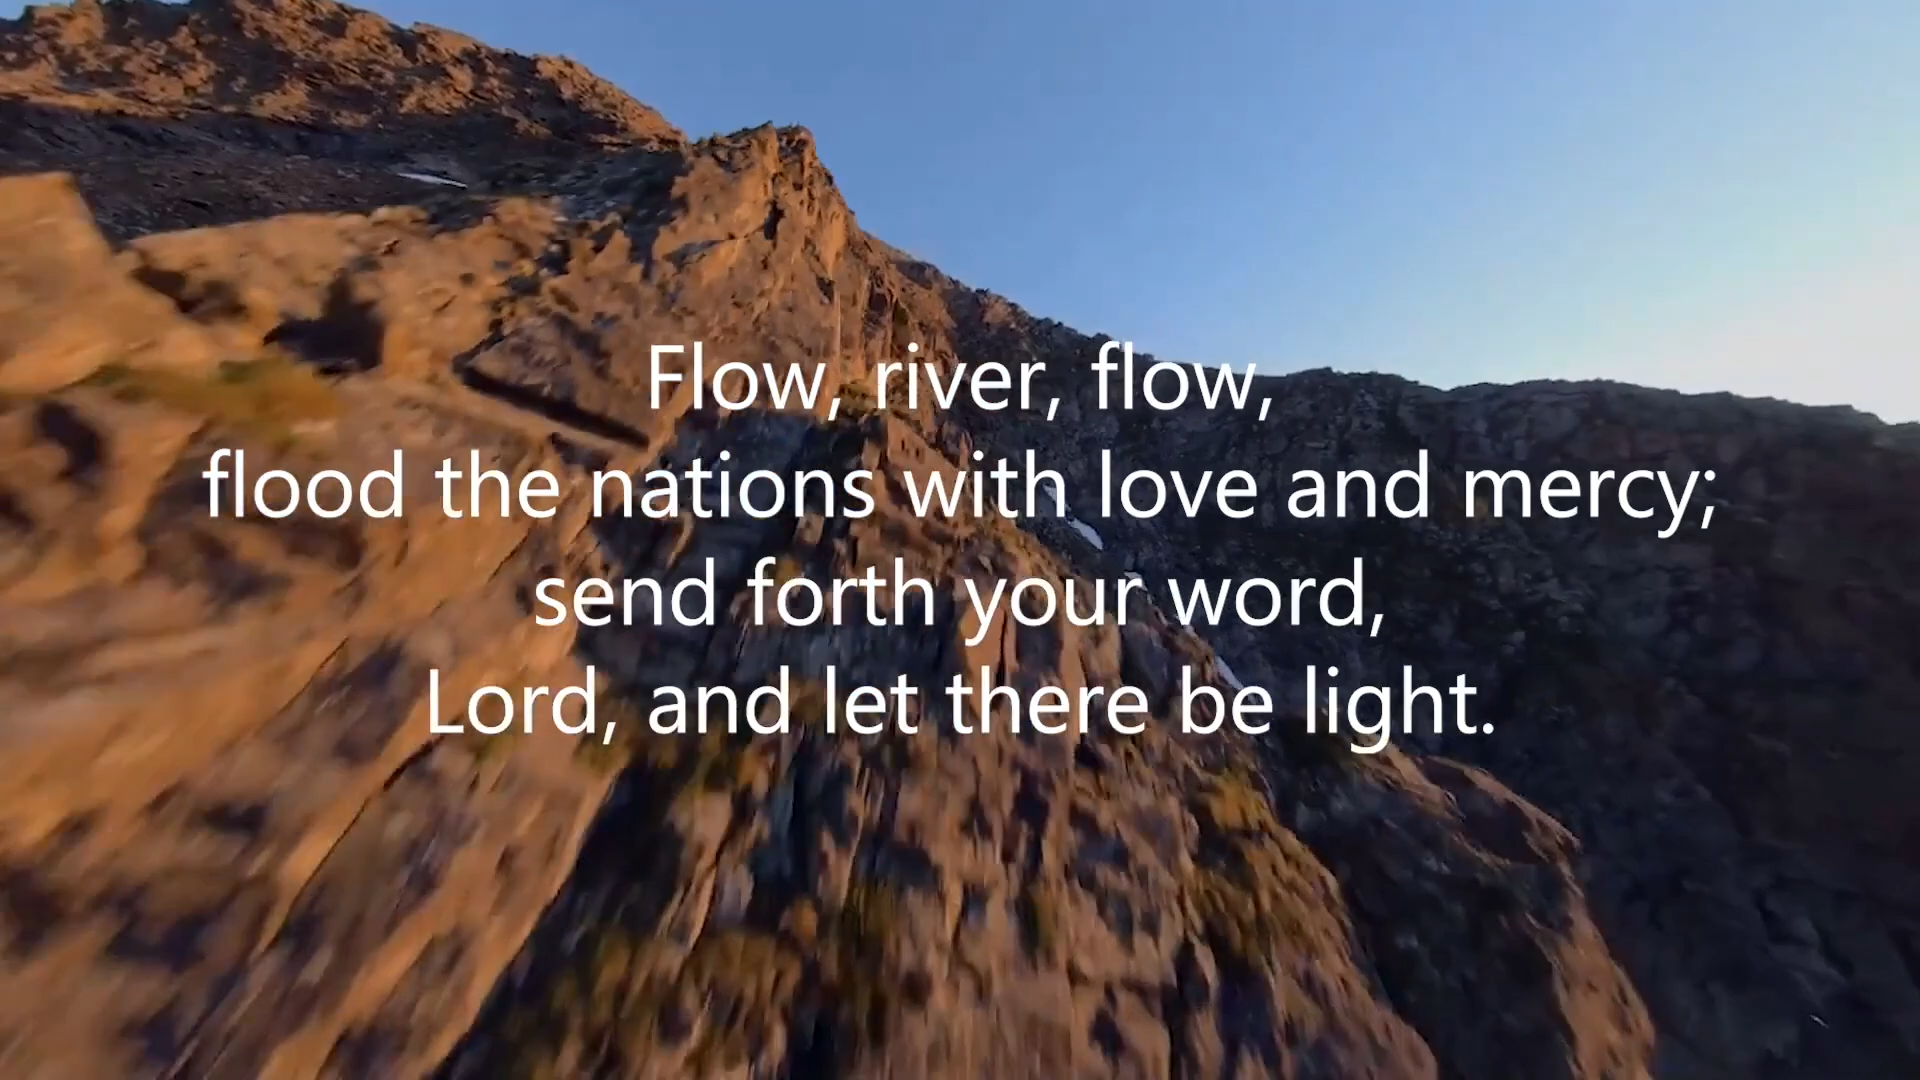 Flow, river, flow,
flood the nations with love and mercy;
send forth your word,
Lord, and let there be light.